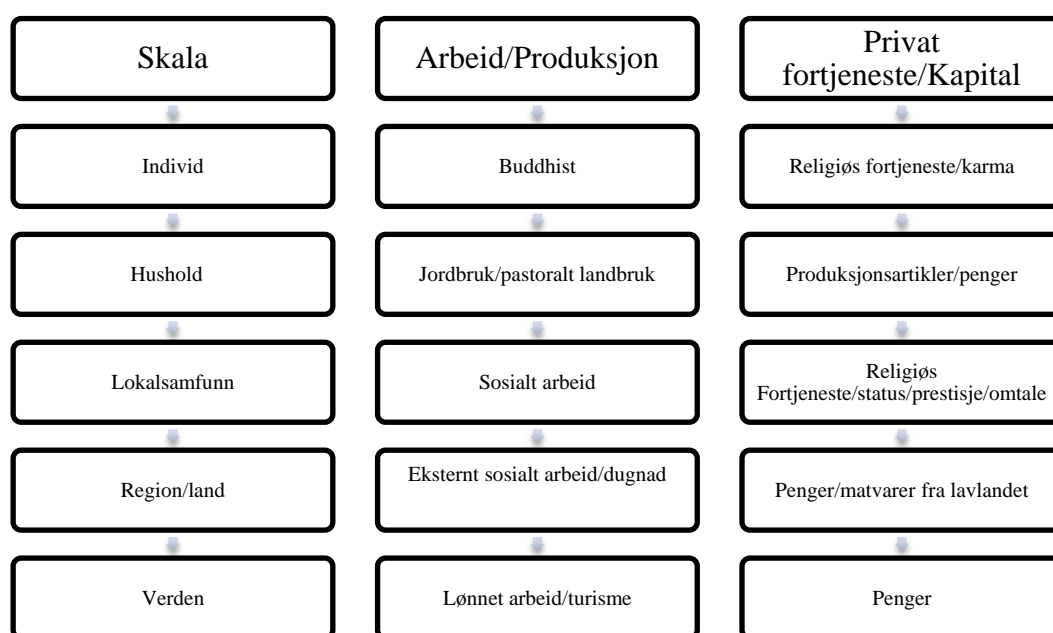 Skala
Individ
Hushold
Lokalsamfunn
Region/land
Verden
Arbeid/Produksjon
Buddhist
Jordbruk/pastoralt landbruk
Sosialt arbeid
Eksternt sosialt arbeid/dugnad
Lønnet arbeid/turisme
Privat
fortjeneste/Kapital
Religiøs fortjeneste/karma
Produksjonsartikler/penger
Religiøs
Fortjeneste/status/prestisje/omtale
Penger/matvarer fra lavlandet
Penger